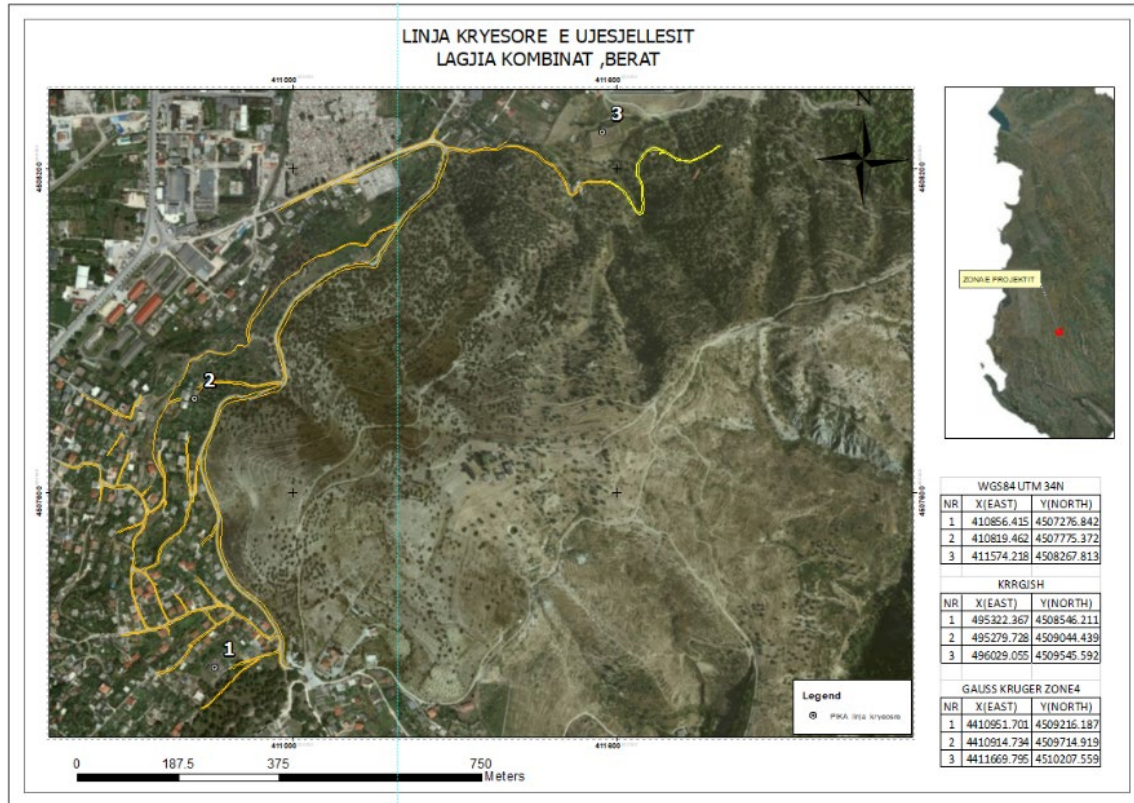 LINJA KRYESORE E UJESJELLESIT
LAGJIA KOMBINAT ,BERAT
411000
4508200
4508200
3
N
2
4507600
4507600
1
411000
ZONA E PROJEKTIT
Legend
PIKA linja kryesore
0 187.5 375 750
Meters
WGS84 UTM 34N
NR X(EAST) Y(NORTH)
1 410856.415 4507276.842
2 410819.462 4507775.372
3 411574.218 4508267.813
KRRGJSH
NR X(EAST) Y(NORTH)
1 495322.367 4508546.211
2 495279.728 4509044.439
3 496029.055 4509545.592
GAUSS KRUGER ZONE4
NR X(EAST) Y(NORTH)
1 4410951.701 4509216.187
2 4410914.734 4509714.919
3 4411669.795 4510207.559